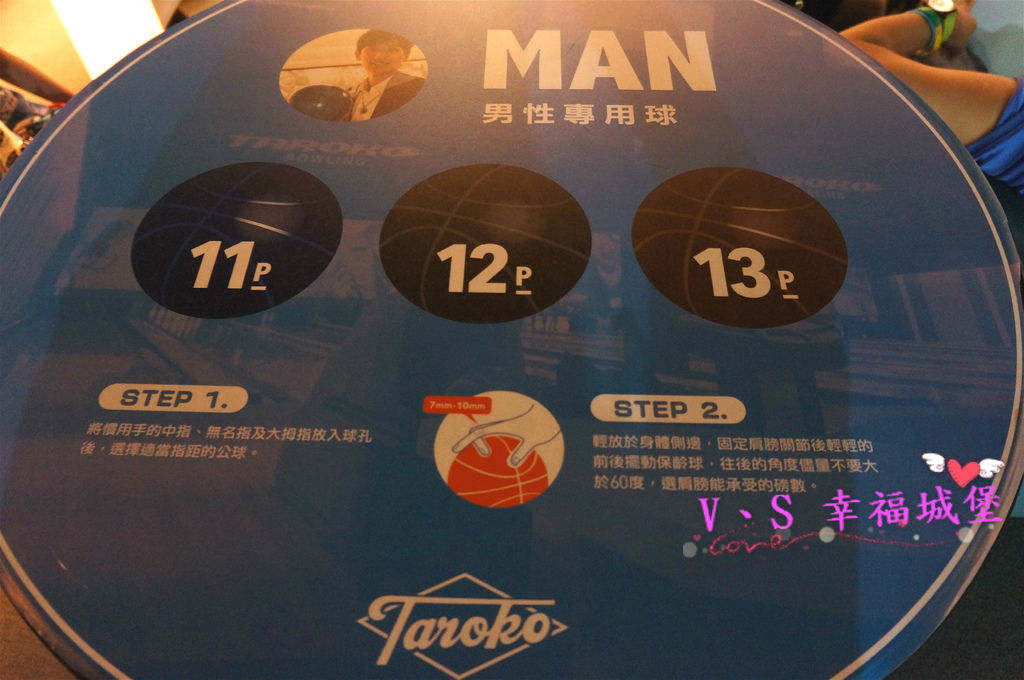 MAN
男性專用球
TAROKO
BOWLING
TAROKO
11P
12P
13P
STEP 1.
將慣用手的中指、無名指及大拇指放入球孔
後，選擇適當指距的公球。
7mm-10mm
STEP 2.
輕放於身體側邊，固定肩膀關節後輕輕的
前後擺動保齡球，往後的角度儘量不要大
於60度，選肩膀能承受的磅數。
V、S 幸福城堡
Love
Taroko